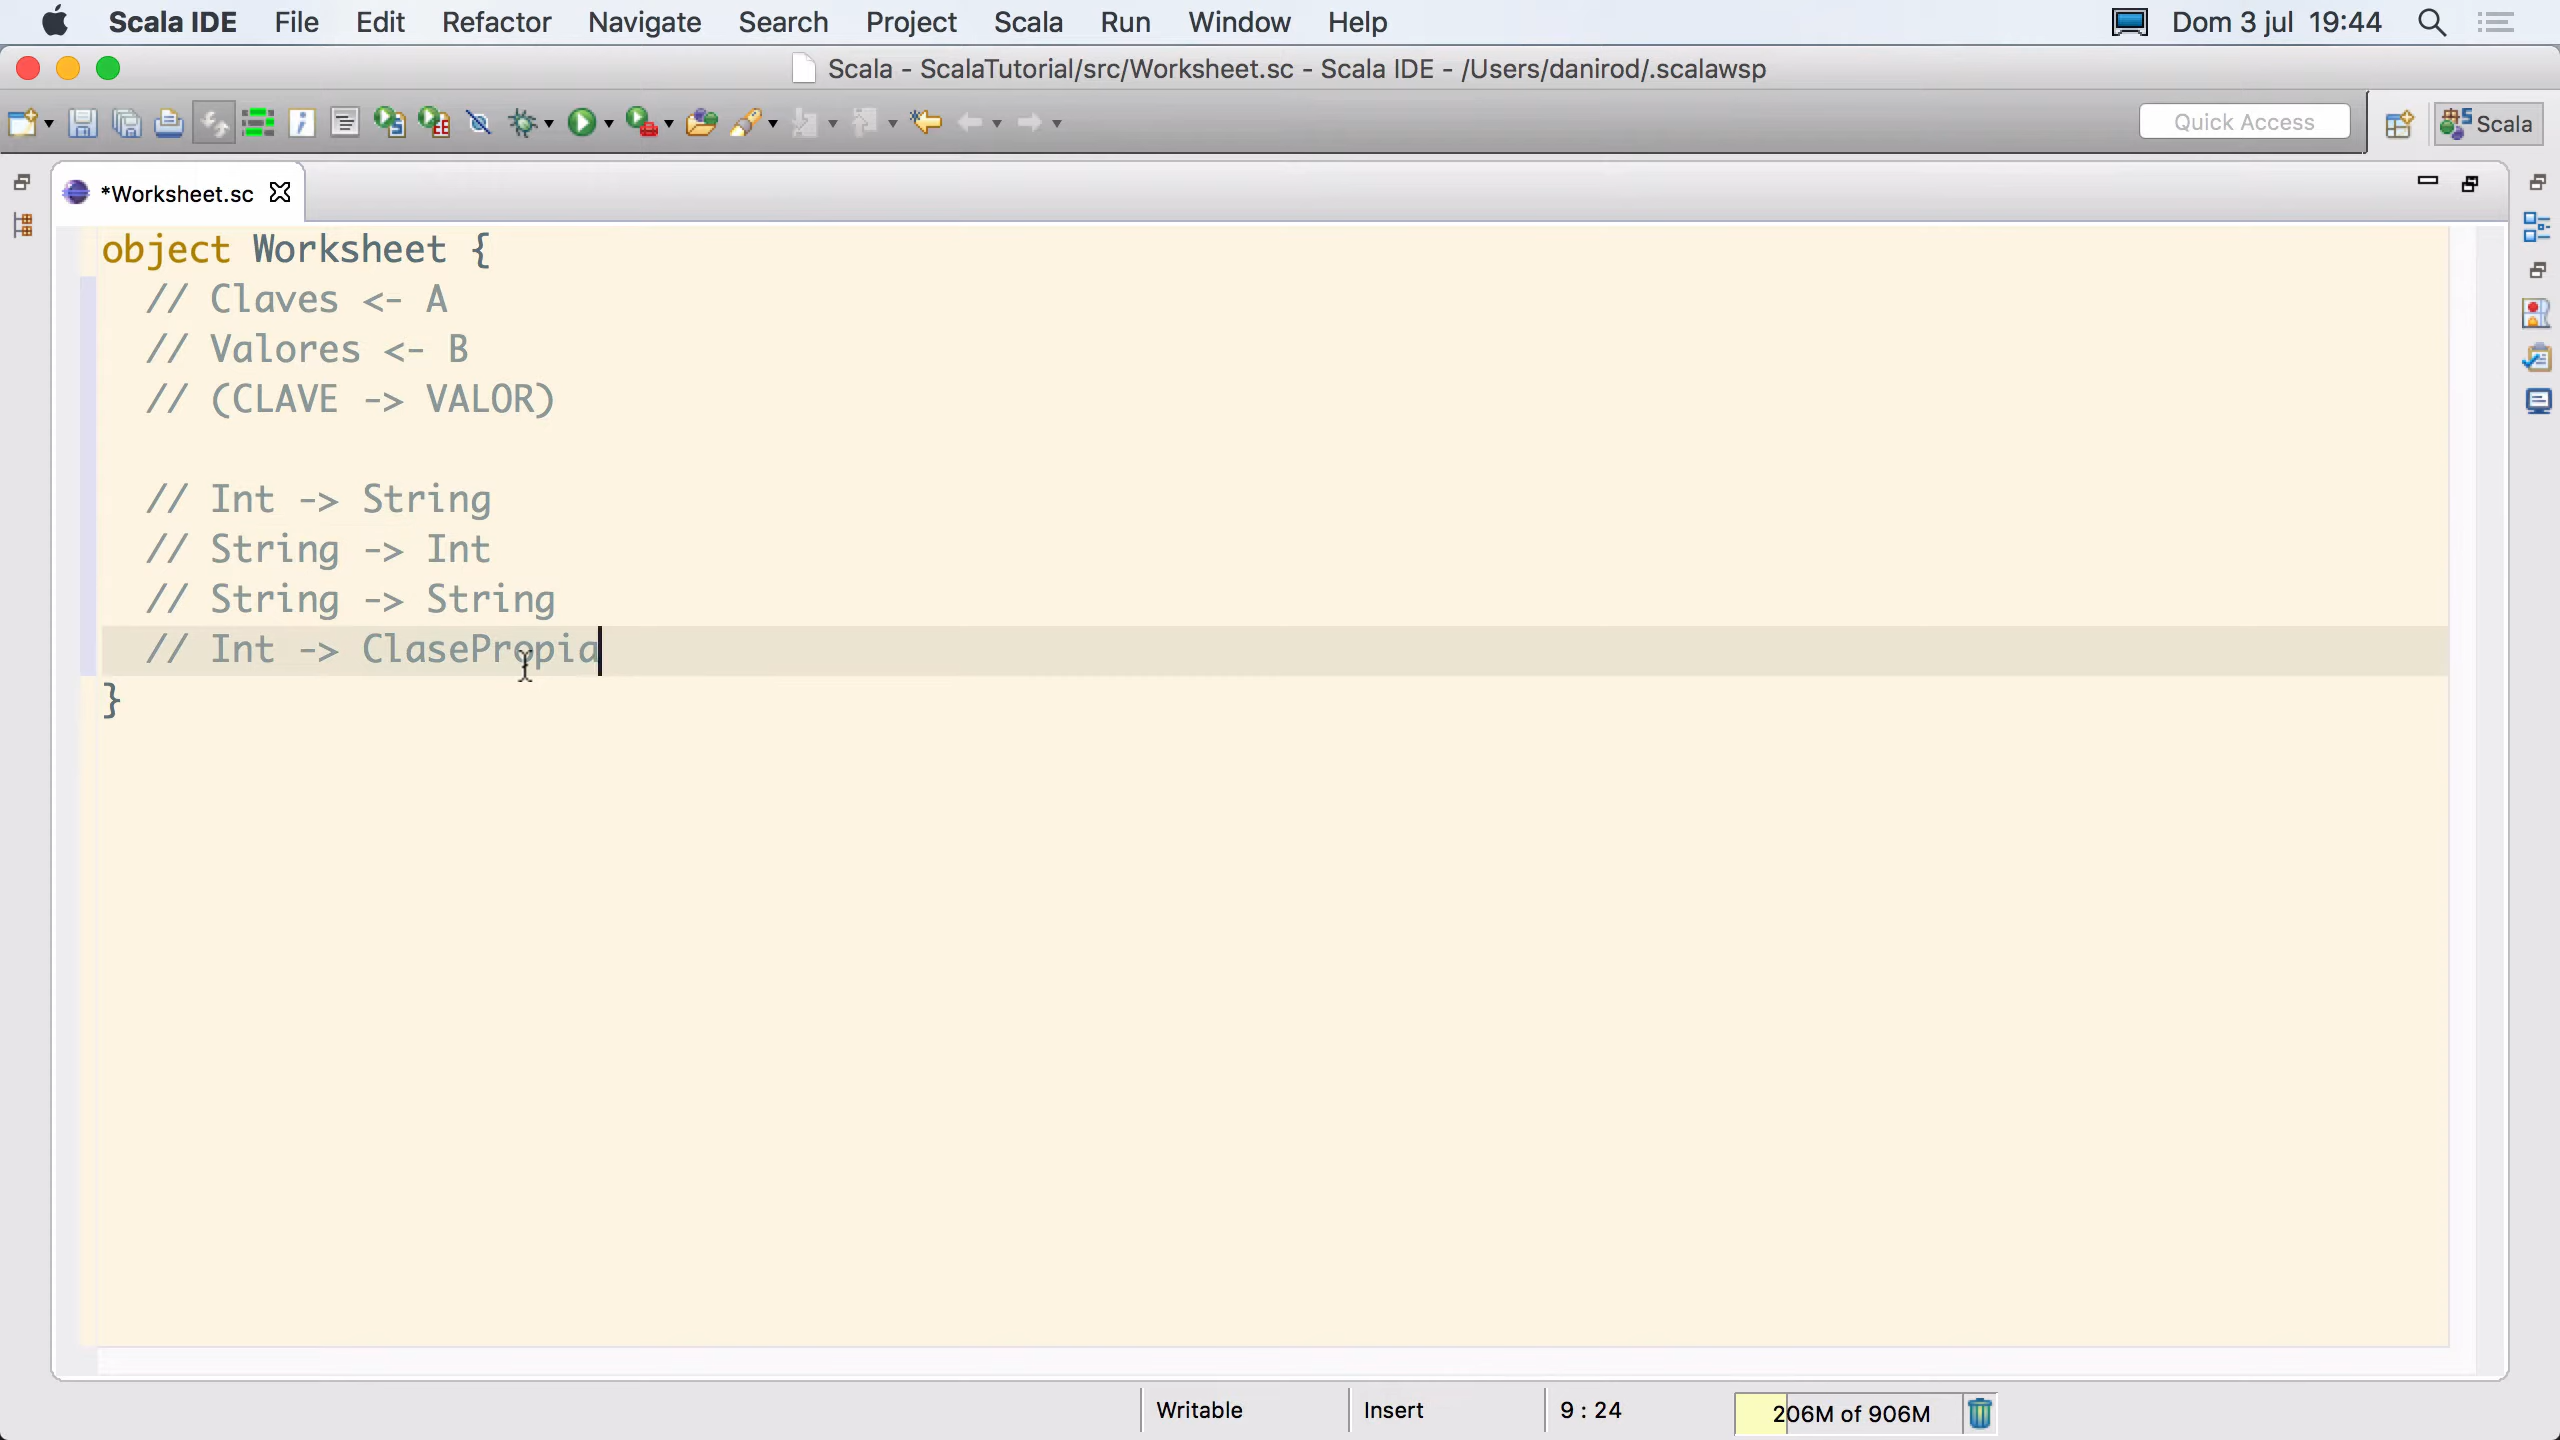 Scala IDE File Edit Refactor Navigate Search Project Scala Run Window Help Dom 3 jul 19:44
Scala - ScalaTutorial/src/Worksheet.sc - Scala IDE - /Users/danirod/.scalawsp
Quick Access Scala
*Worksheet.sc
object Worksheet {
// Claves <- A
// Valores <- B
// (CLAVE -> VALOR)
// Int -> String
// String -> Int
// String -> String
// Int -> ClasePropia
}
Writable Insert 9 : 24 206M of 906M